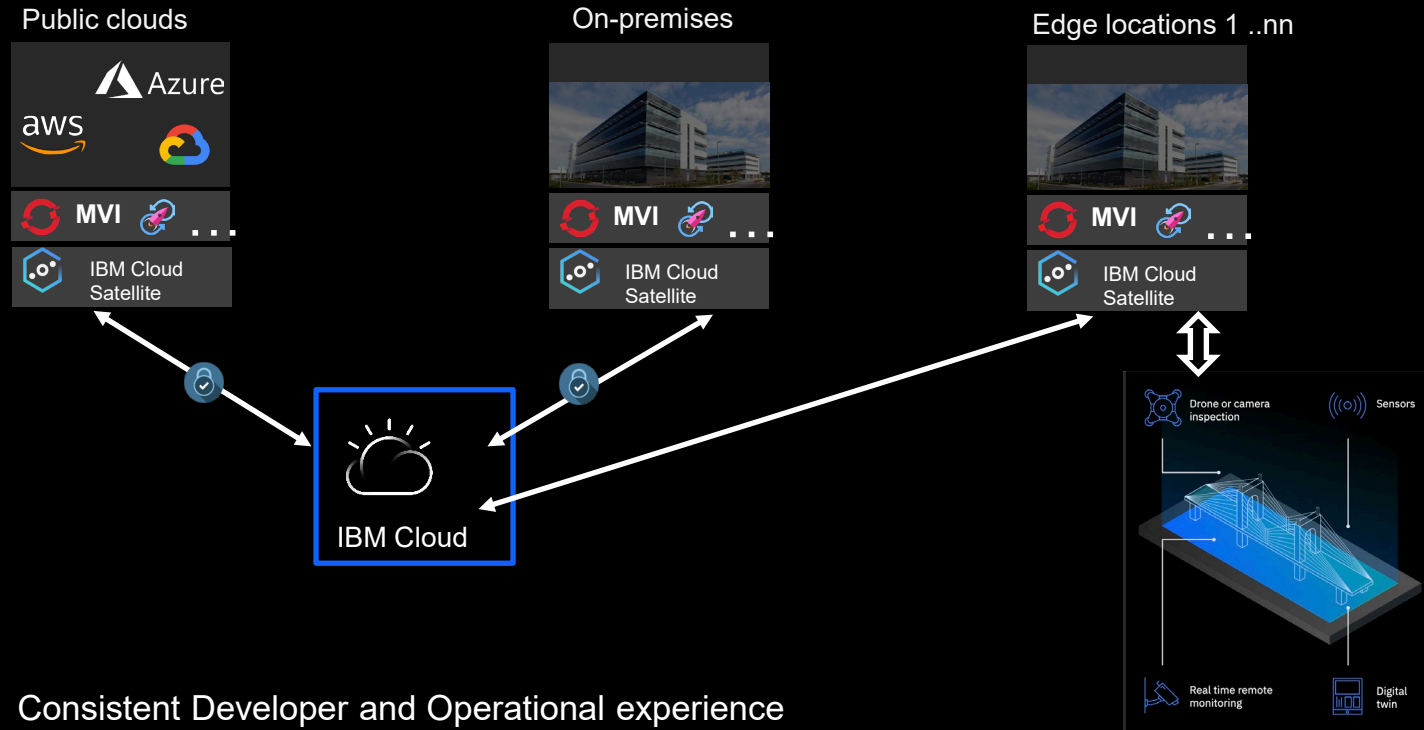 Public clouds
On-premises
Edge locations 1 ..nn
Azure
aws
MVI
...
MVI
...
MVI
...
IBM Cloud
Satellite
IBM Cloud
Satellite
IBM Cloud
Satellite
IBM Cloud
Drone or camera
inspection
Sensors
Real time remote
monitoring
Digital
twin
Consistent Developer and Operational experience